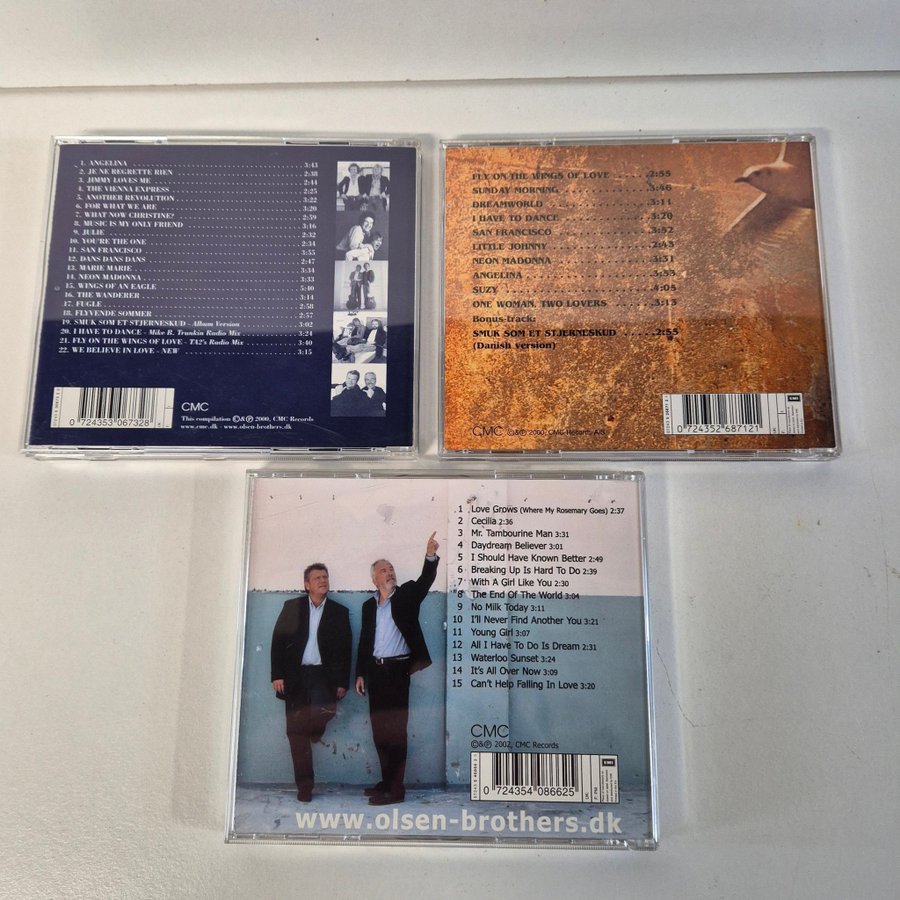 1. ANGELINA 3:43
2. JE NE REGRETTE RIEN 2:38
3. JIMMY LOVES ME 2:44
4. THE VIENNA EXPRESS 2:25
5. ANOTHER REVOLUTION 3:22
6. FOR WHAT WE ARE 3:20
7. WHAT NOW CHRISTINE? 2:59
8. MUSIC IS MY ONLY FRIEND 3:16
9. JULIE 2:32
10. YOU'RE THE ONE 2:34
11. SAN FRANCISCO 3:55
12. DANS DANS DANS 2:47
13. MARIE MARIE 3:34
14. NEON MADONNA 3:33
15. WINGS OF AN EAGLE 5:40
16. THE WANDERER 3:14
17. FUGLE 2:58
18. FLYVENDE SOMMER 2:57
19. SMUK SOM ET STJERNESKUD - Album Version 3:02
20. I HAVE TO DANCE - Mike B. Trunkin Radio Mix 3:24
21. FLY ON THE WINGS OF LOVE - TA2's Radio Mix 3:40
22. WE BELIEVE IN LOVE - NEW 3:15
0 724353 067328
CMC
This compilation ©&℗ 2000, CMC Records
www.cmc.dk - www.olsen-brothers.dk
FLY ON THE WINGS OF LOVE ......2:55
SUNDAY MORNING 3:46
DREAMWORLD 3:11
I HAVE TO DANCE 3:20
SAN FRANCISCO 3:52
LITTLE JOHNNY 2:43
NEON MADONNA 3:31
ANGELINA 3:53
SUZY 4:05
ONE WOMAN, TWO LOVERS 3:13
Bonus-track:
SMUK SOM ET STJERNESKUD .....2:55
(Danish version)
CMC ©&℗ 2000, CMC Records A/S
0 724352 687121
EMI
1 Love Grows (Where My Rosemary Goes) 2:37
2 Cecilia 2:36
3 Mr. Tambourine Man 3:31
4 Daydream Believer 3:01
5 I Should Have Known Better 2:49
6 Breaking Up Is Hard To Do 2:39
7 With A Girl Like You 2:30
8 The End Of The World 3:04
9 No Milk Today 3:11
10 I'll Never Find Another You 3:21
11 Young Girl 3:07
12 All I Have To Do Is Dream 2:31
13 Waterloo Sunset 3:24
14 It's All Over Now 3:09
15 Can't Help Falling In Love 3:20
CMC
©&℗ 2002, CMC Records
0 724354 086625
EMI
www.olsen-brothers.dk